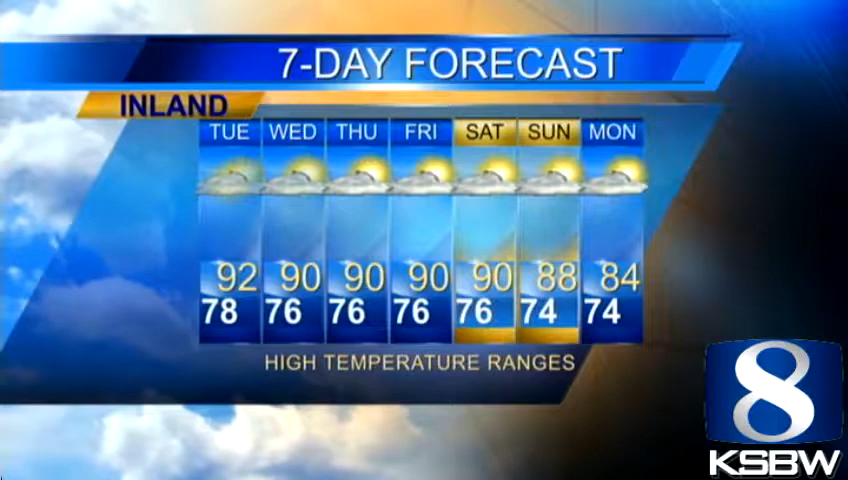 7-DAY FORECAST
INLAND
TUE WED THU FRI SAT SUN MON
92 90 90 90 90 88 84
78 76 76 76 76 74 74
HIGH TEMPERATURE RANGES
8
KSBW